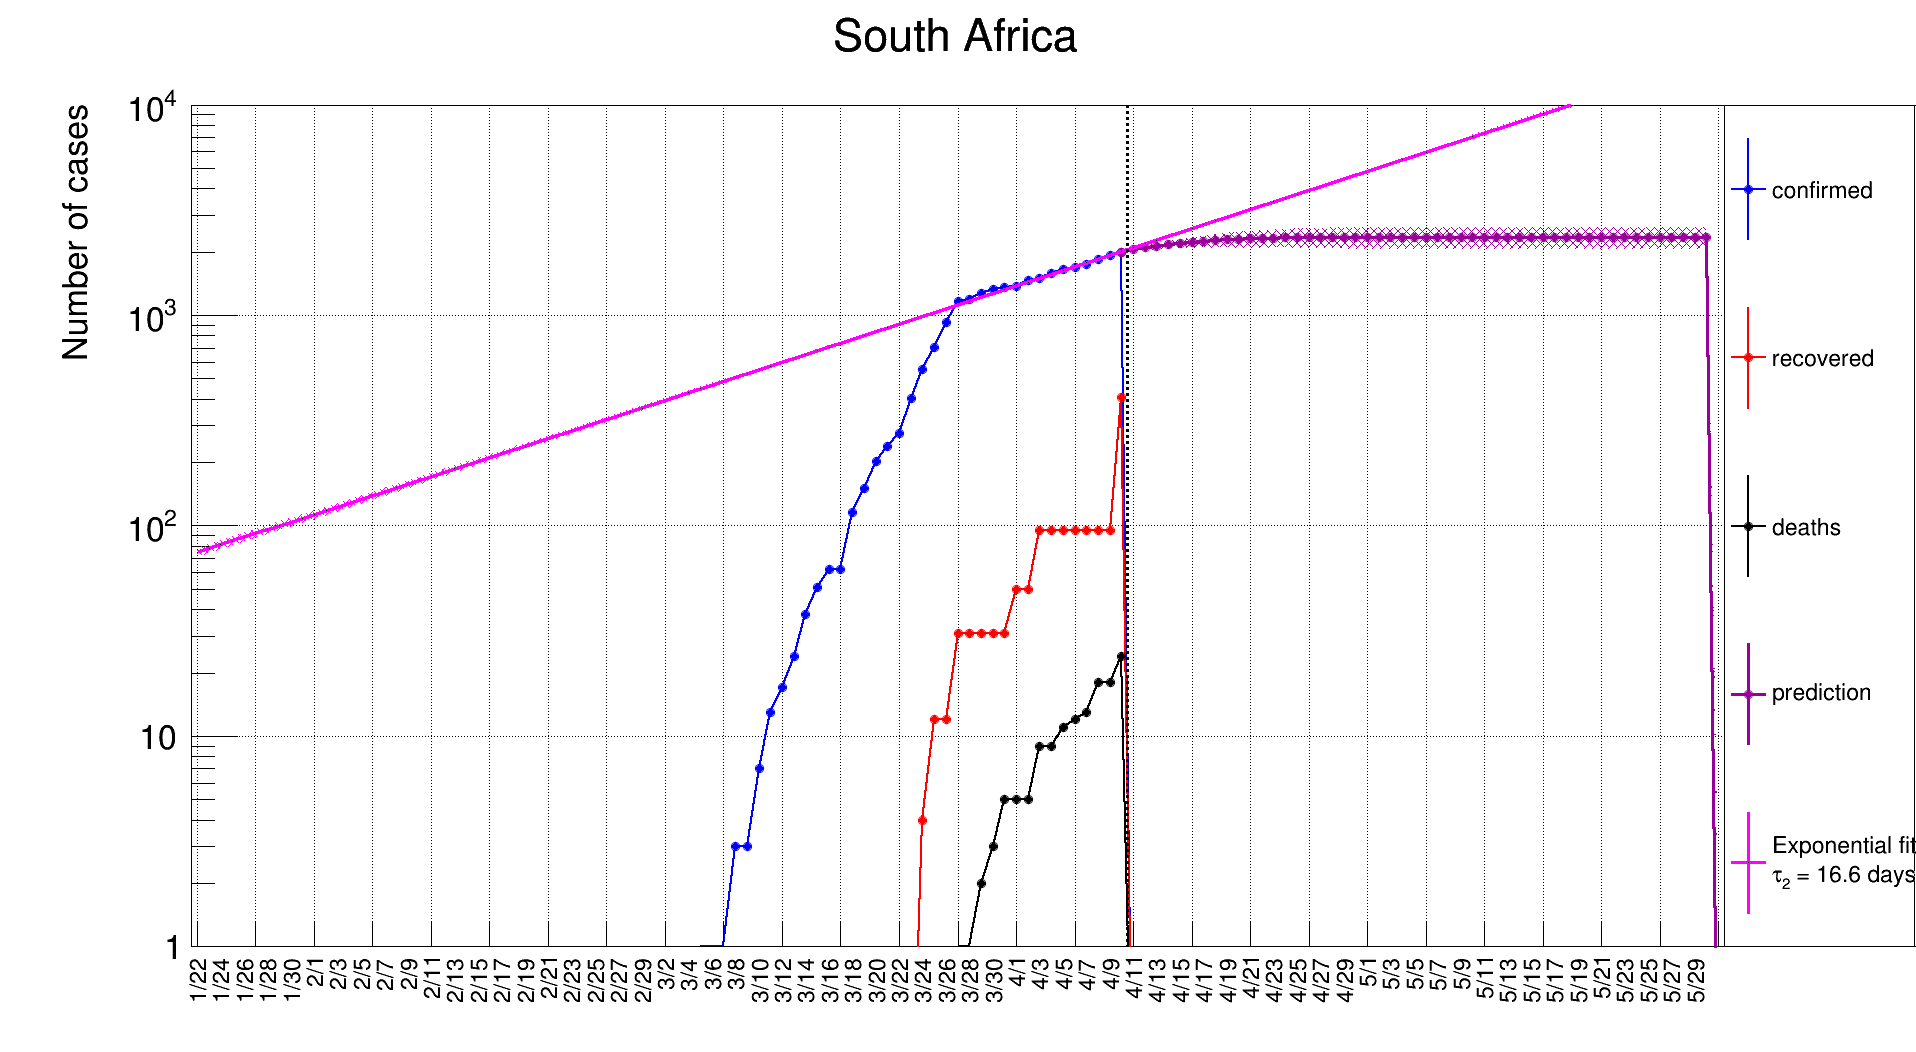 South Africa
Number of cases
10^4
10^3
10^2
10
1
1/22 1/24 1/26 1/28 1/30 2/1 2/3 2/5 2/7 2/9 2/11 2/13 2/15 2/17 2/19 2/21 2/23 2/25 2/27 2/29 3/2 3/4 3/6 3/8 3/10 3/12 3/14 3/16 3/18 3/20 3/22 3/24 3/26 3/28 3/30 4/1 4/3 4/5 4/7 4/9 4/11 4/13 4/15 4/17 4/19 4/21 4/23 4/25 4/27 4/29 5/1 5/3 5/5 5/7 5/9 5/11 5/13 5/15 5/17 5/19 5/21 5/23 5/25 5/27 5/29
confirmed
recovered
deaths
prediction
Exponential fit
τ2 = 16.6 days